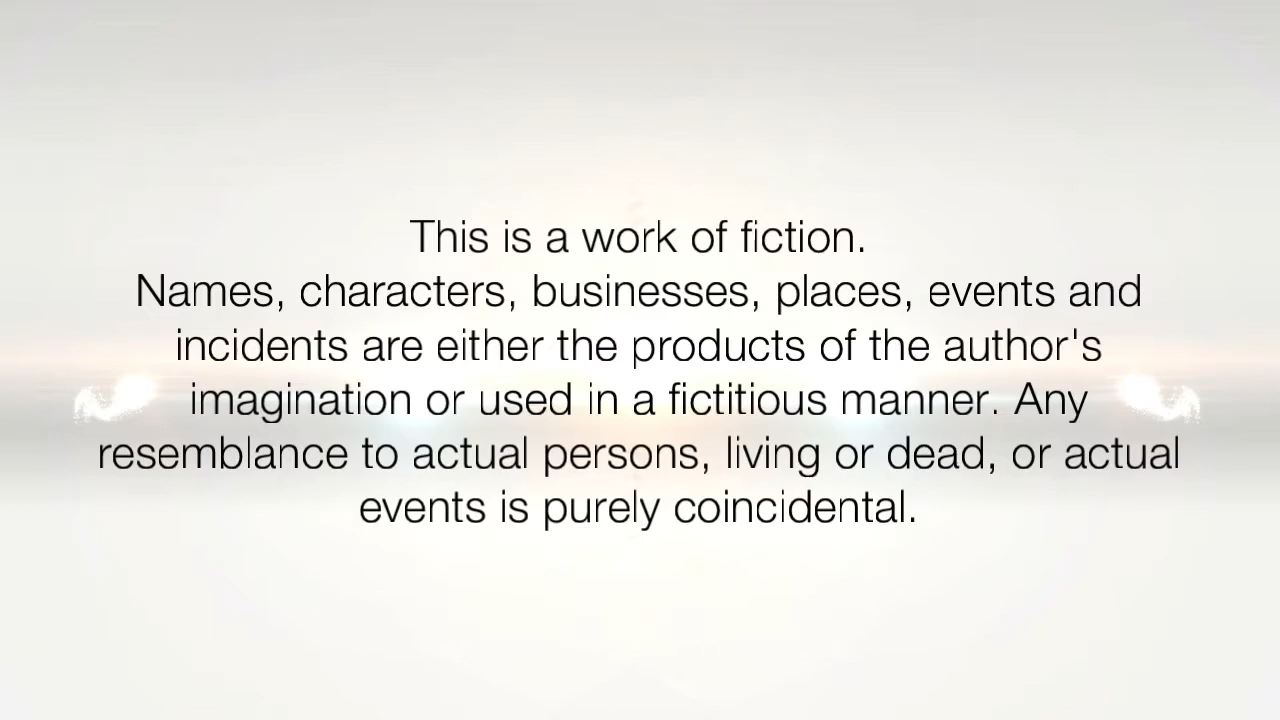 This is a work of fiction.
Names, characters, businesses, places, events and
incidents are either the products of the author's
imagination or used in a fictitious manner. Any
resemblance to actual persons, living or dead, or actual
events is purely coincidental.